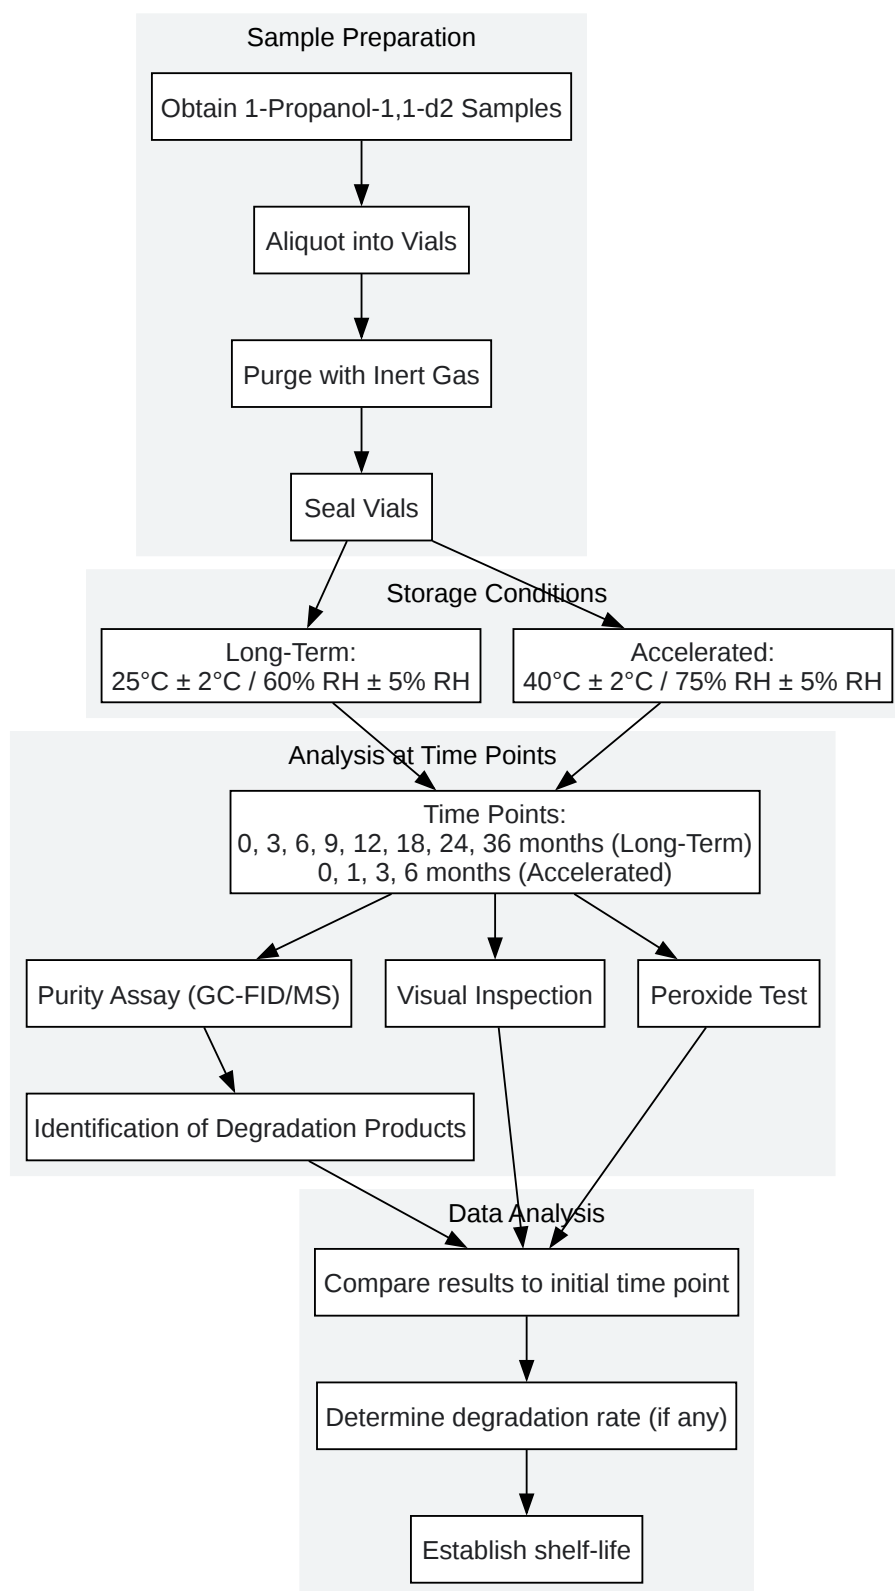 Sample Preparation
Obtain 1-Propanol-1,1-d2 Samples
Aliquot into Vials
Purge with Inert Gas
Seal Vials
Storage Conditions
Long-Term:
25°C ± 2°C / 60% RH ± 5% RH
Accelerated:
40°C ± 2°C / 75% RH ± 5% RH
Analysis at Time Points
Time Points:
0, 3, 6, 9, 12, 18, 24, 36 months (Long-Term)
0, 1, 3, 6 months (Accelerated)
Purity Assay (GC-FID/MS)
Visual Inspection
Peroxide Test
Identification of Degradation Products
Data Analysis
Compare results to initial time point
Determine degradation rate (if any)
Establish shelf-life